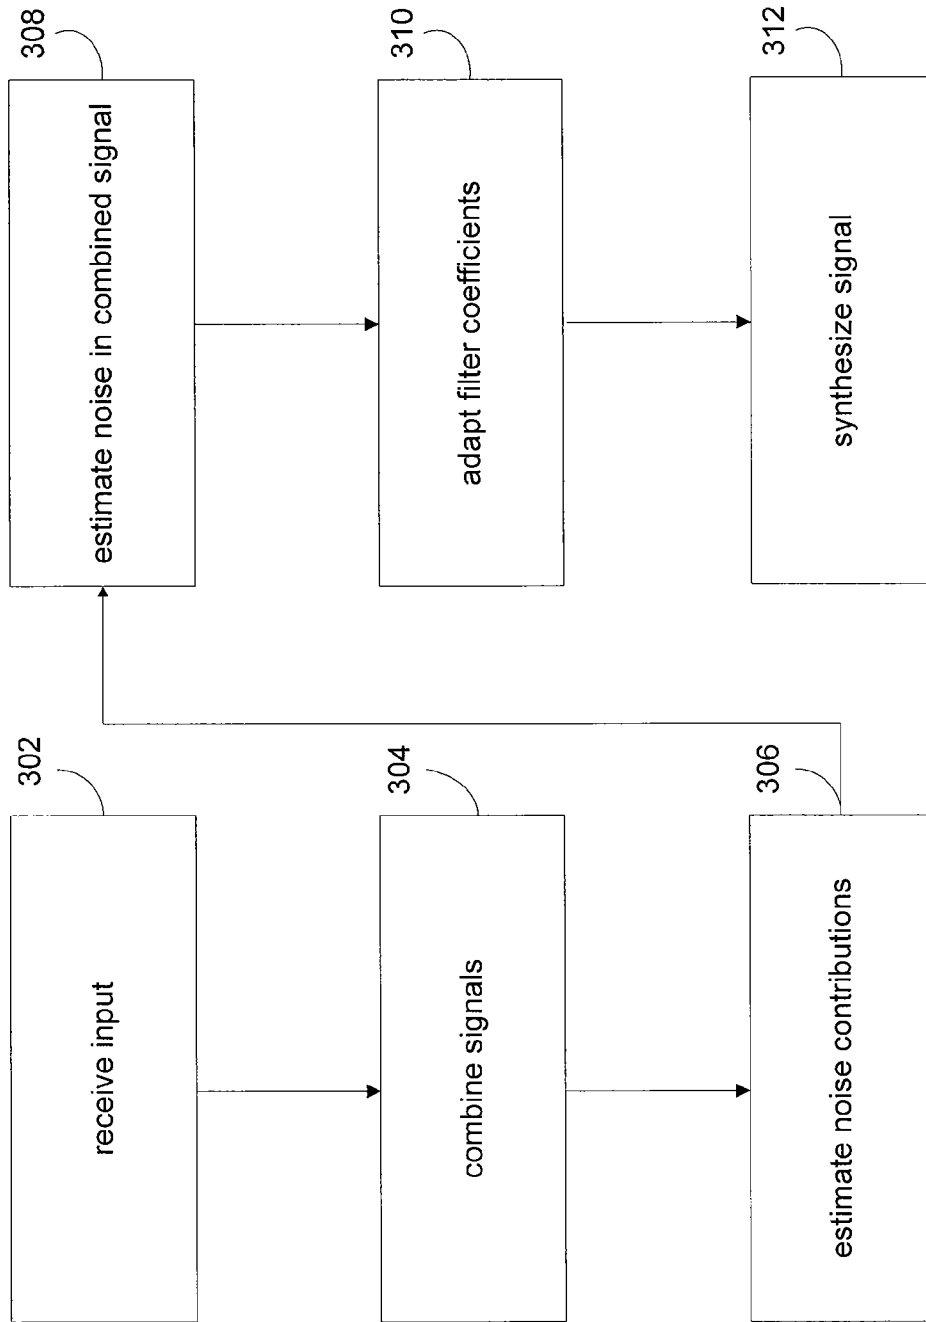 302
receive input
304
combine signals
306
estimate noise contributions
308
estimate noise in combined signal
310
adapt filter coefficients
312
synthesize signal